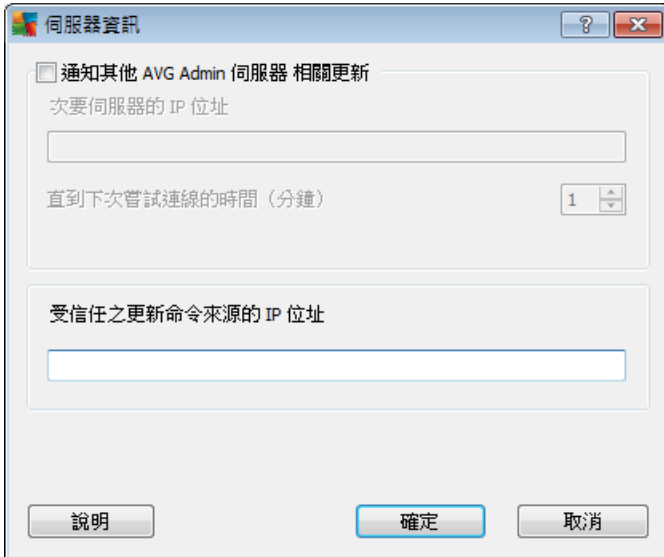 伺服器資訊
通知其他 AVG Admin 伺服器 相關更新
次要伺服器的 IP 位址
直到下次嘗試連線的時間（分鐘） 1
受信任之更新命令來源的 IP 位址
說明 確定 取消